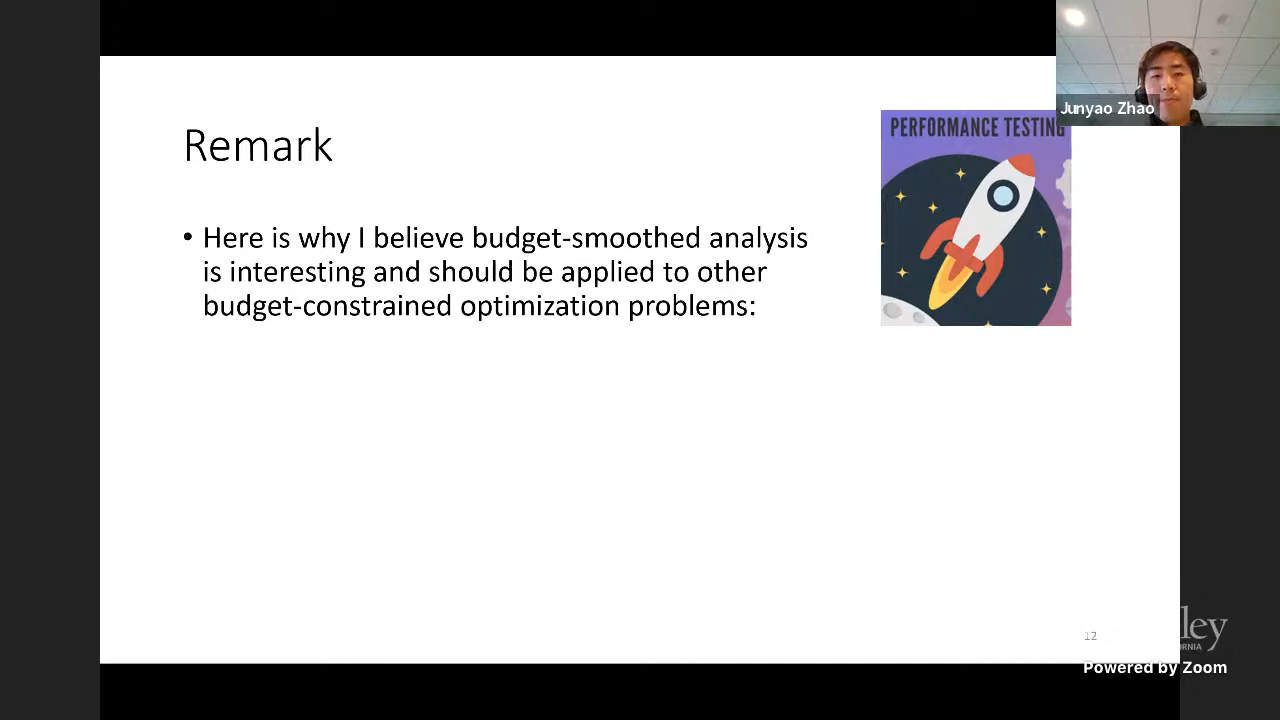 Junyao Zhao
PERFORMANCE TESTING
Remark
• Here is why I believe budget-smoothed analysis
is interesting and should be applied to other
budget-constrained optimization problems:
12
Powered by Zoom